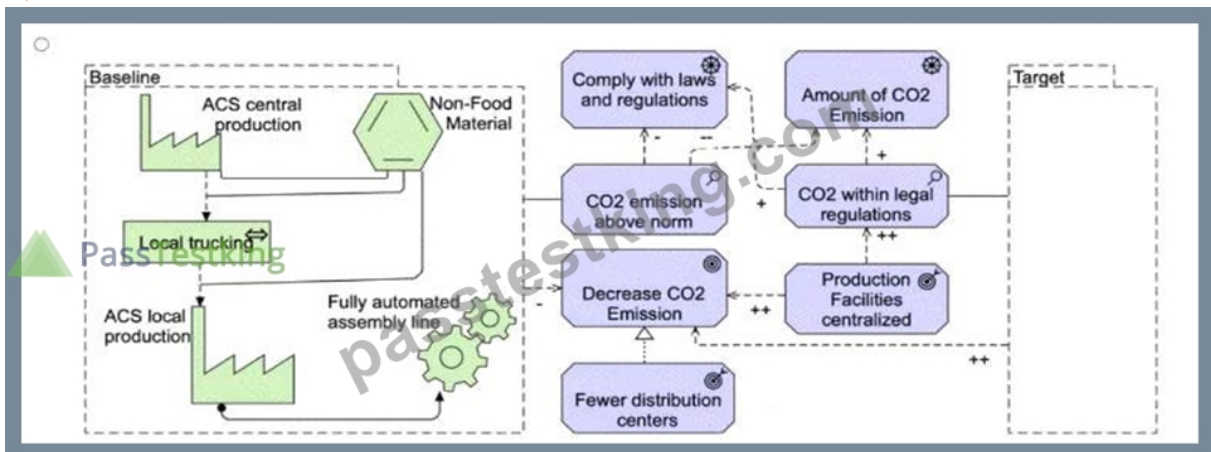 Baseline
ACS central
production
Non-Food
Material
Local trucking
ACS local
production
Fully automated
assembly line
Comply with laws
and regulations
Amount of CO2
Emission
-
--
+
CO2 emission
above norm
+
CO2 within legal
regulations
++
-
Decrease CO2
Emission
++
Production
Facilities
centralized
++
Fewer distribution
centers
Target
PassTestking
passtestking.com